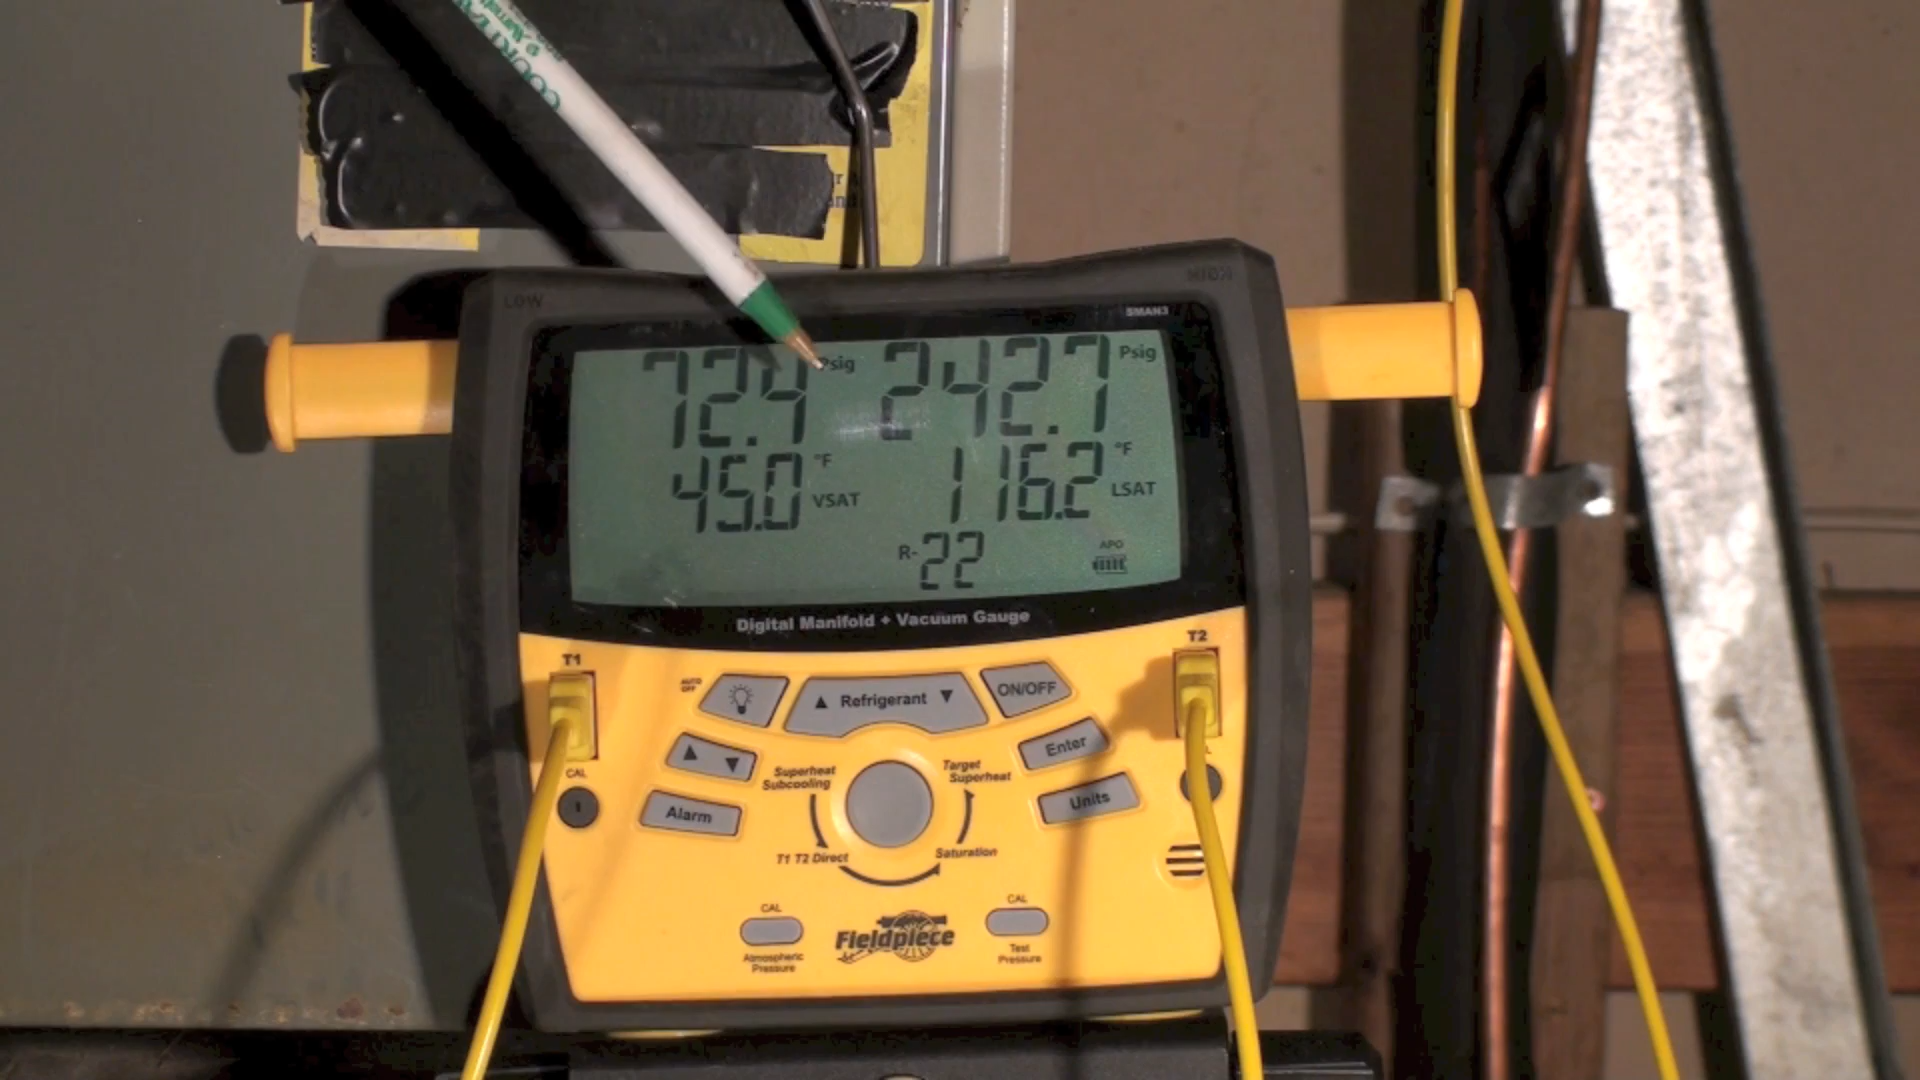 LOW
HIGH
SMAN3
72.4 Psig 242.7 Psig
45.0 °F VSAT 116.2 °F LSAT
R-22 APO
Digital Manifold + Vacuum Gauge
T1 T2
AUTO OFF
▲ Refrigerant ▼
ON/OFF
▲ ▼
Enter
Alarm
Units
Superheat
Subcooling
Target
Superheat
T1 T2 Direct
Saturation
CAL
CAL
Atmospheric
Pressure
Fieldpiece
CAL
Test
Pressure